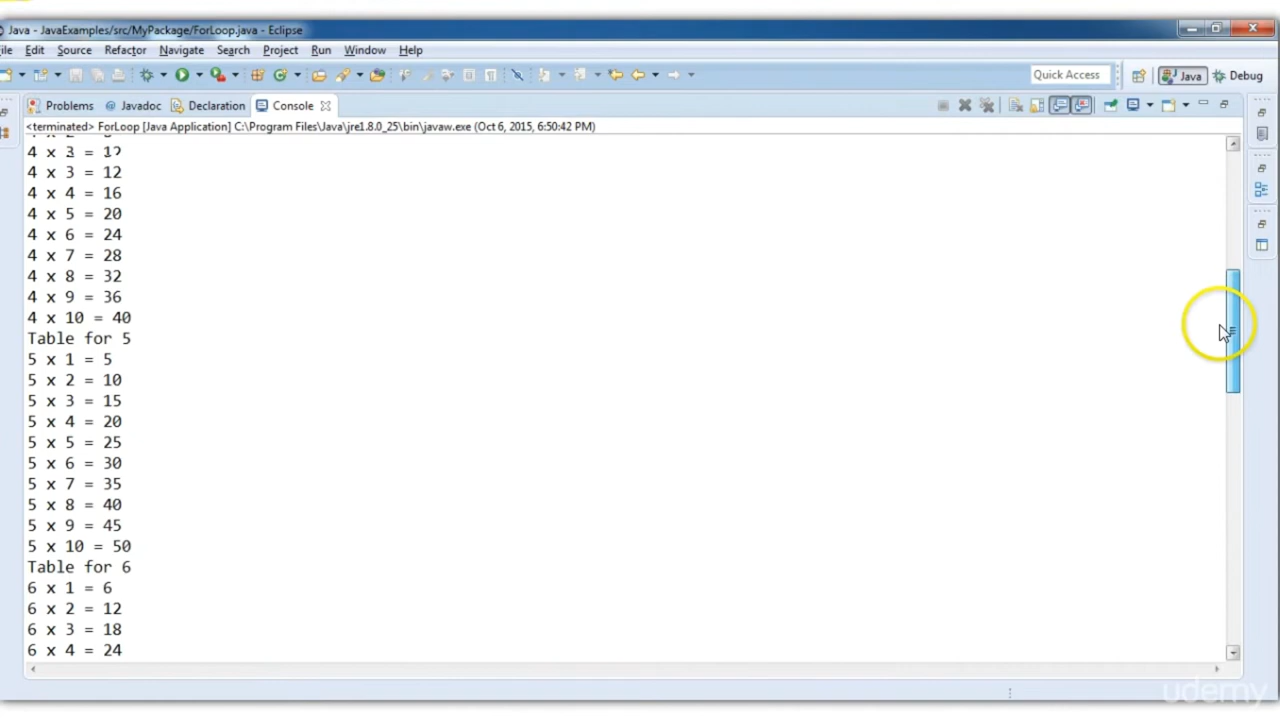 Java - JavaExamples/src/MyPackage/ForLoop.java - Eclipse
ile Edit Source Refactor Navigate Search Project Run Window Help
Quick Access Java Debug
Problems @ Javadoc Declaration Console
<terminated> ForLoop [Java Application] C:\Program Files\Java\jre1.8.0_25\bin\javaw.exe (Oct 6, 2015, 6:50:42 PM)
4 x 3 = 12
4 x 3 = 12
4 x 4 = 16
4 x 5 = 20
4 x 6 = 24
4 x 7 = 28
4 x 8 = 32
4 x 9 = 36
4 x 10 = 40
Table for 5
5 x 1 = 5
5 x 2 = 10
5 x 3 = 15
5 x 4 = 20
5 x 5 = 25
5 x 6 = 30
5 x 7 = 35
5 x 8 = 40
5 x 9 = 45
5 x 10 = 50
Table for 6
6 x 1 = 6
6 x 2 = 12
6 x 3 = 18
6 x 4 = 24
udemy